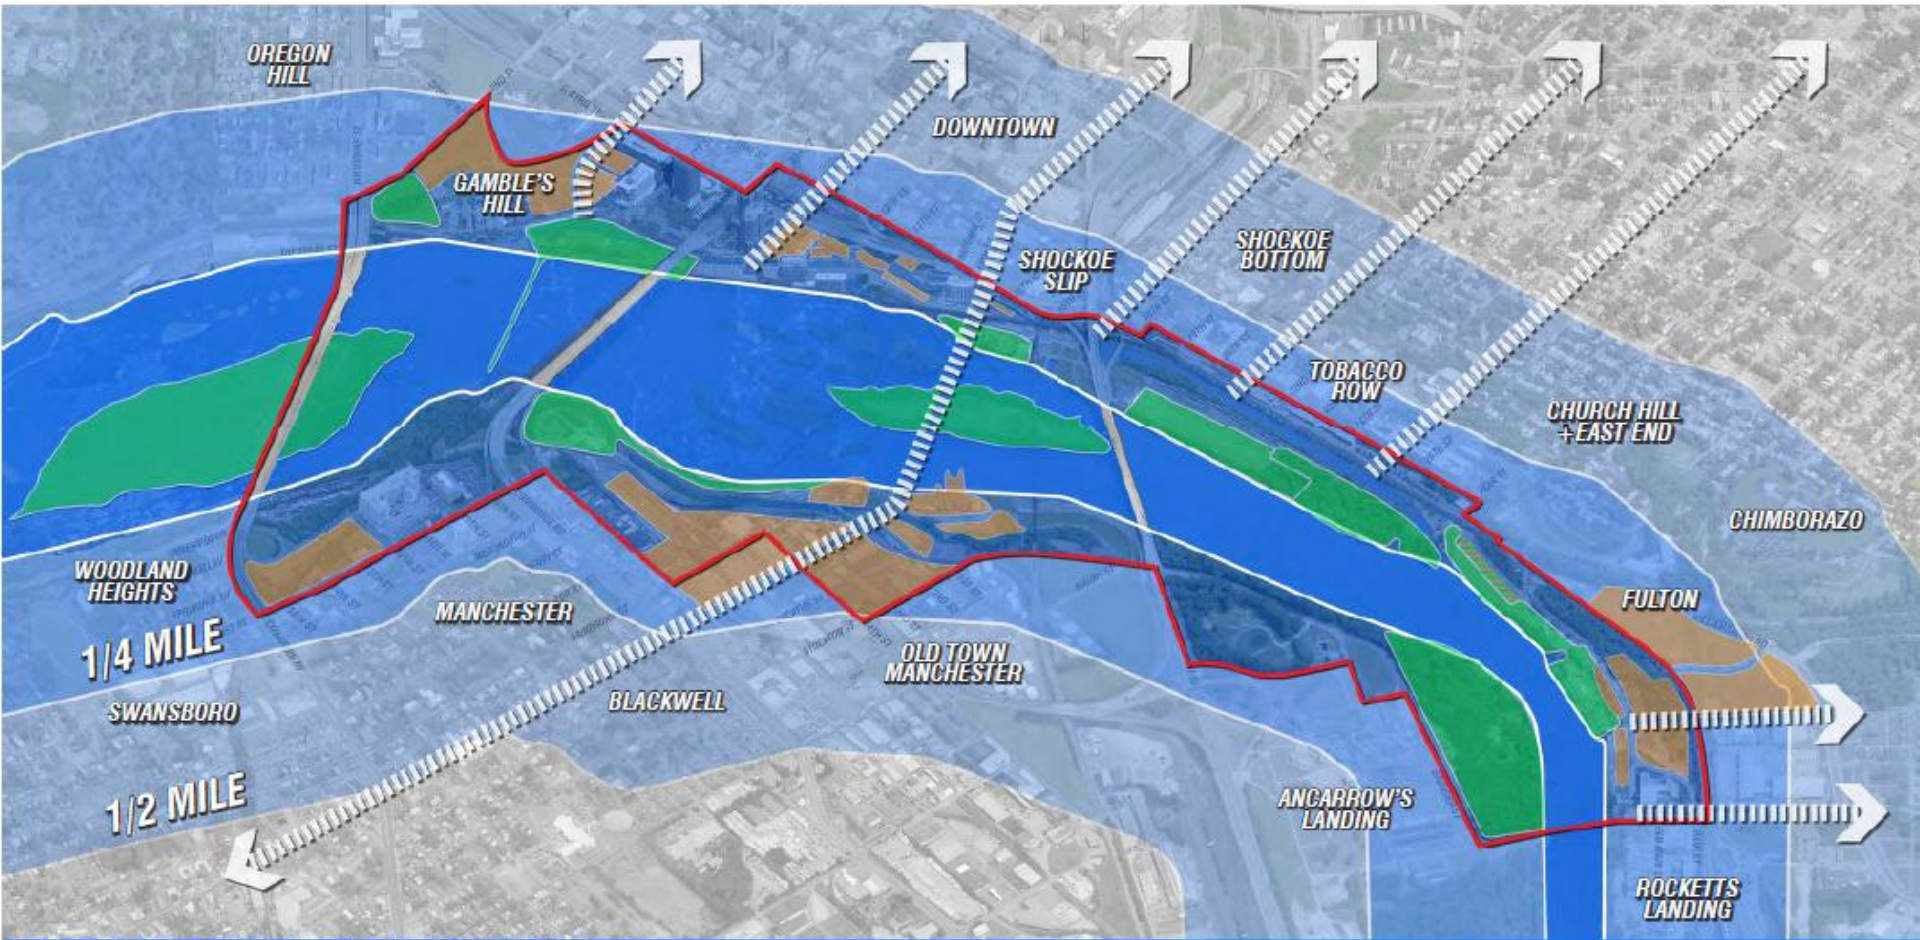 OREGON
HILL
DOWNTOWN
GAMBLE'S
HILL
SHOCKOE
BOTTOM
SHOCKOE
SLIP
TOBACCO
ROW
CHURCH HILL
+EAST END
CHIMBORAZO
WOODLAND
HEIGHTS
MANCHESTER
FULTON
1/4 MILE
OLD TOWN
MANCHESTER
SWANSBORO
BLACKWELL
1/2 MILE
ANCARROW'S
LANDING
ROCKETTS
LANDING